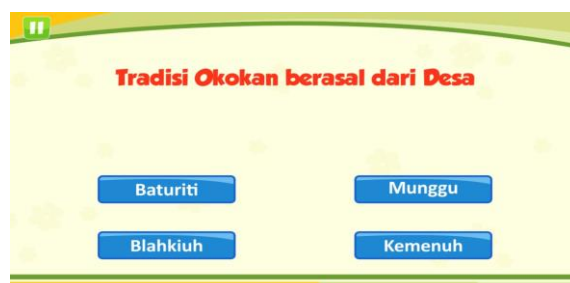 Tradisi Okokan berasal dari Desa
Baturiti
Munggu
Blahkiuh
Kemenuh